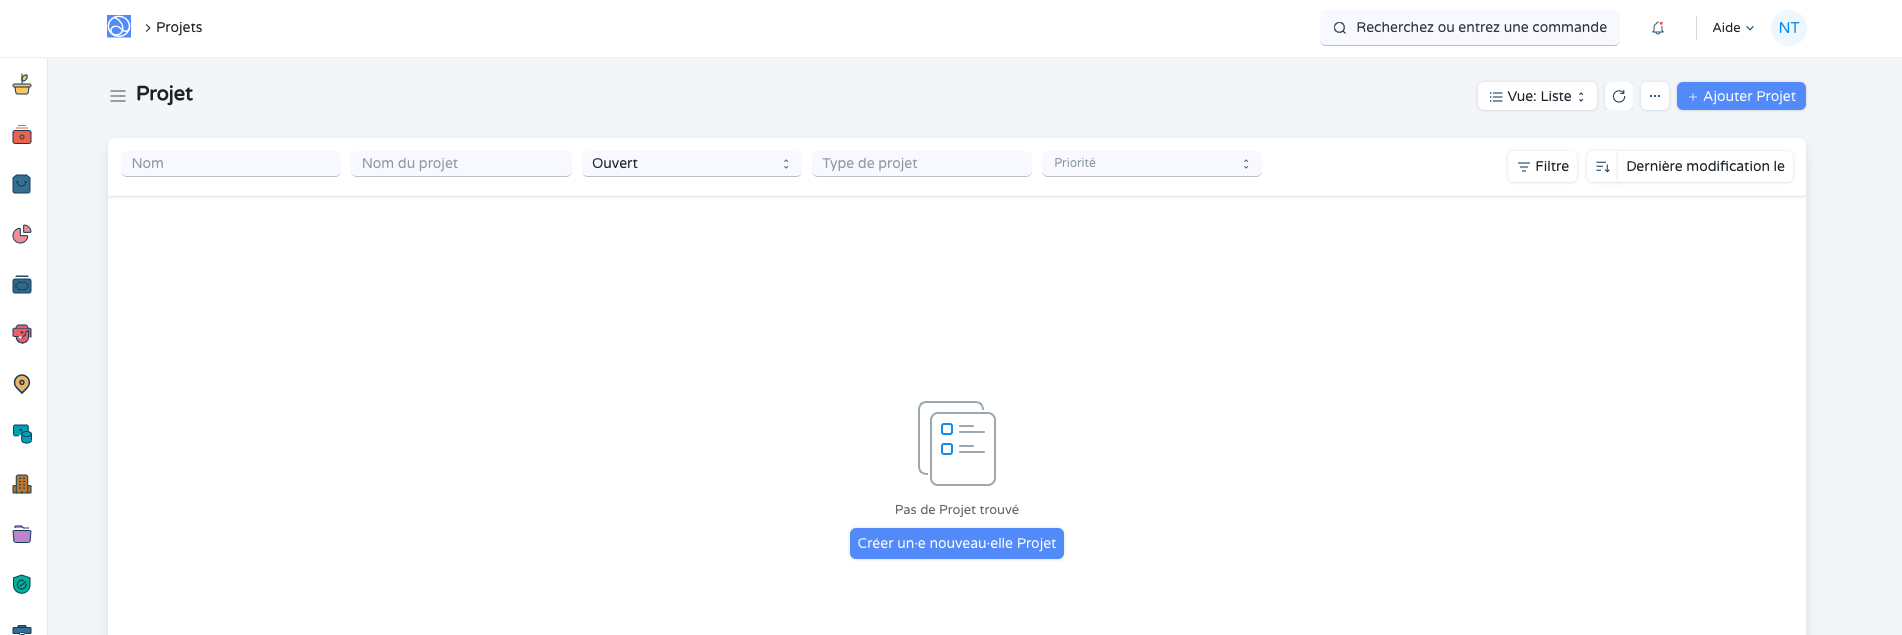 Projets
Recherchez ou entrez une commande
Aide
NT
Projet
Vue: Liste
Ajouter Projet
Nom
Nom du projet
Ouvert
Type de projet
Priorité
Filtre
Dernière modification le
Pas de Projet trouvé
Créer un·e nouveau·elle Projet